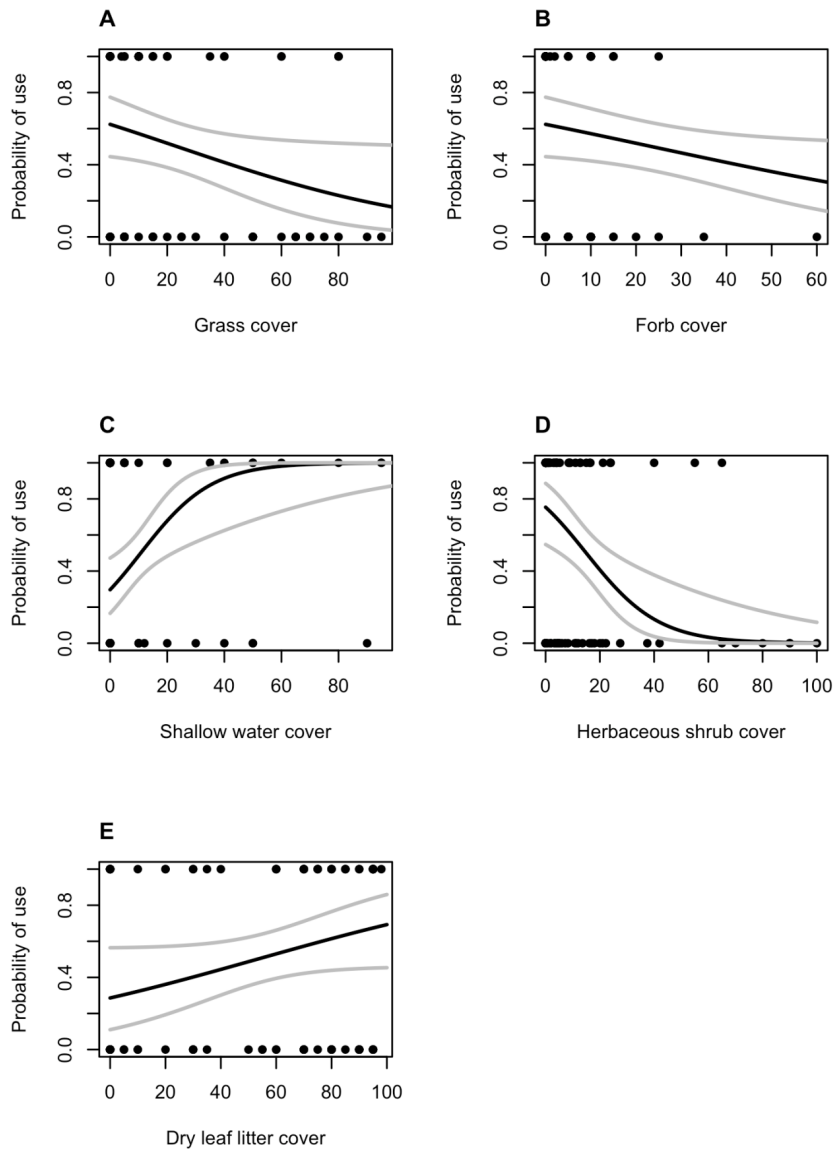 A
Probability of use
0.0 0.4 0.8
0 20 40 60 80
Grass cover
B
Probability of use
0.0 0.4 0.8
0 10 20 30 40 50 60
Forb cover
C
Probability of use
0.0 0.4 0.8
0 20 40 60 80
Shallow water cover
D
Probability of use
0.0 0.4 0.8
0 20 40 60 80 100
Herbaceous shrub cover
E
Probability of use
0.0 0.4 0.8
0 20 40 60 80 100
Dry leaf litter cover